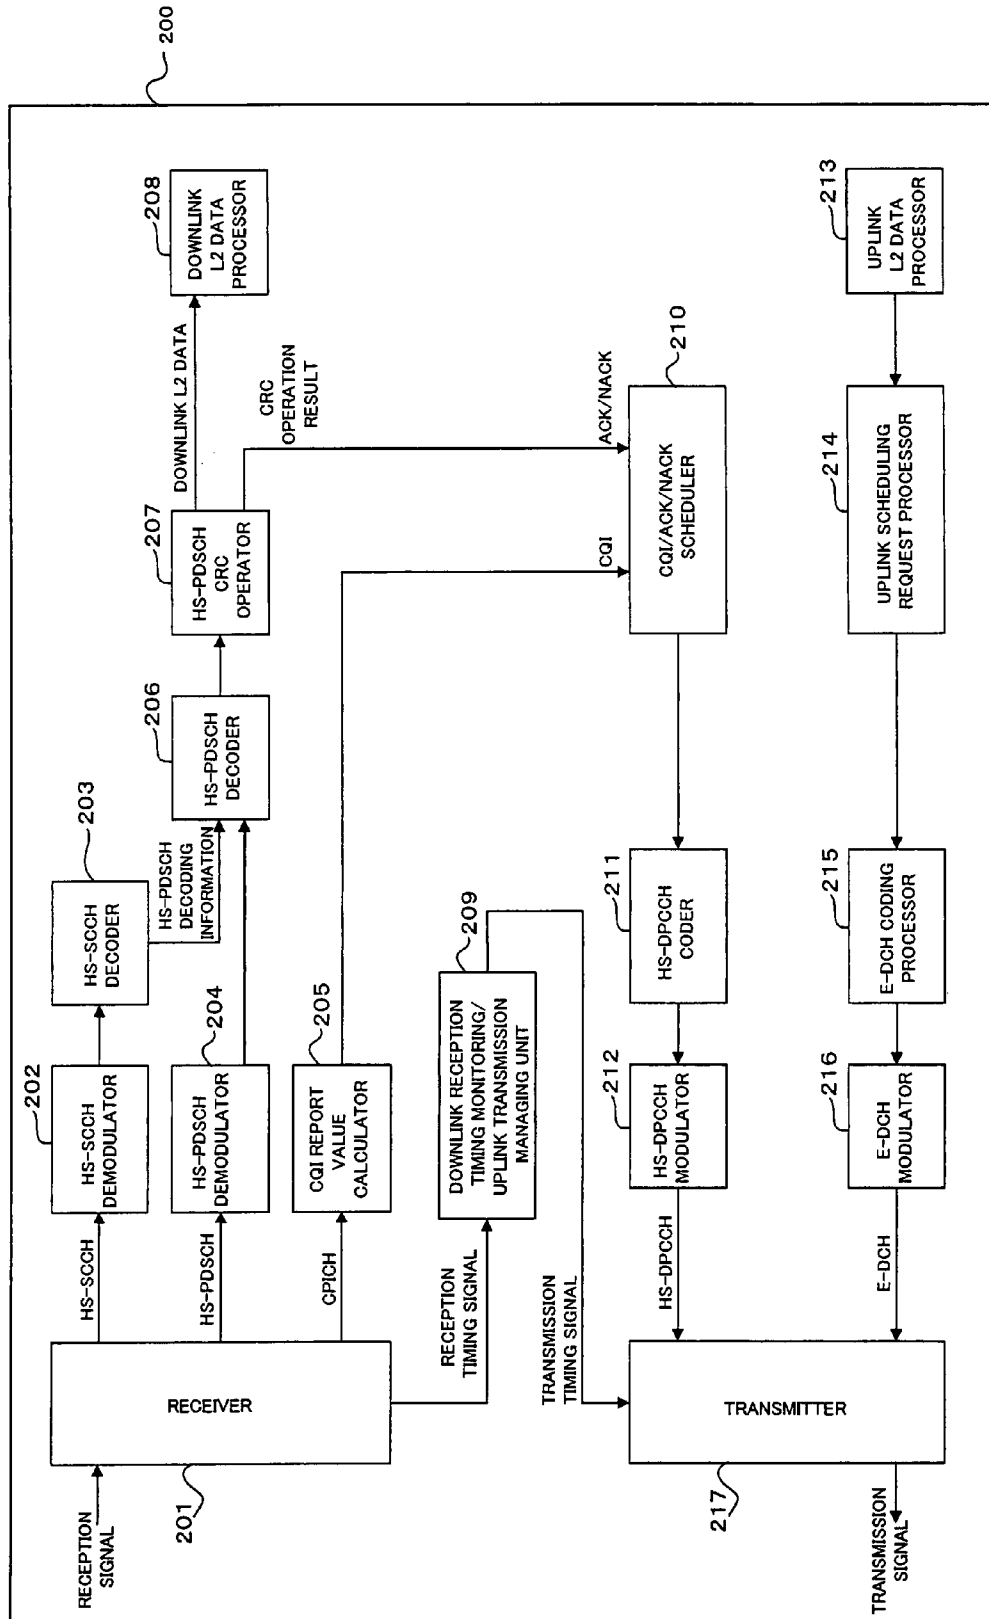 200
RECEPTION
SIGNAL
RECEIVER
201
HS-SCCH
HS-SCCH
DEMODULATOR
202
HS-SCCH
DECODER
203
HS-PDSCH
DECODING
INFORMATION
HS-PDSCH
HS-PDSCH
DEMODULATOR
204
HS-PDSCH
DECODER
206
HS-PDSCH
CRC
OPERATOR
207
DOWNLINK L2 DATA
DOWNLINK
L2 DATA
PROCESSOR
208
CPICH
CQI REPORT
VALUE
CALCULATOR
205
CRC
OPERATION
RESULT
RECEPTION
TIMING SIGNAL
DOWNLINK RECEPTION
TIMING MONITORING/
UPLINK TRANSMISSION
MANAGING UNIT
209
TRANSMISSION
TIMING SIGNAL
CQI
ACK/NACK
CQI/ACK/NACK
SCHEDULER
210
HS-DPCCH
CODER
211
HS-DPCCH
MODULATOR
212
HS-DPCCH
TRANSMITTER
217
UPLINK
L2 DATA
PROCESSOR
213
UPLINK SCHEDULING
REQUEST PROCESSOR
214
E-DCH CODING
PROCESSOR
215
E-DCH
MODULATOR
216
E-DCH
TRANSMISSION
SIGNAL